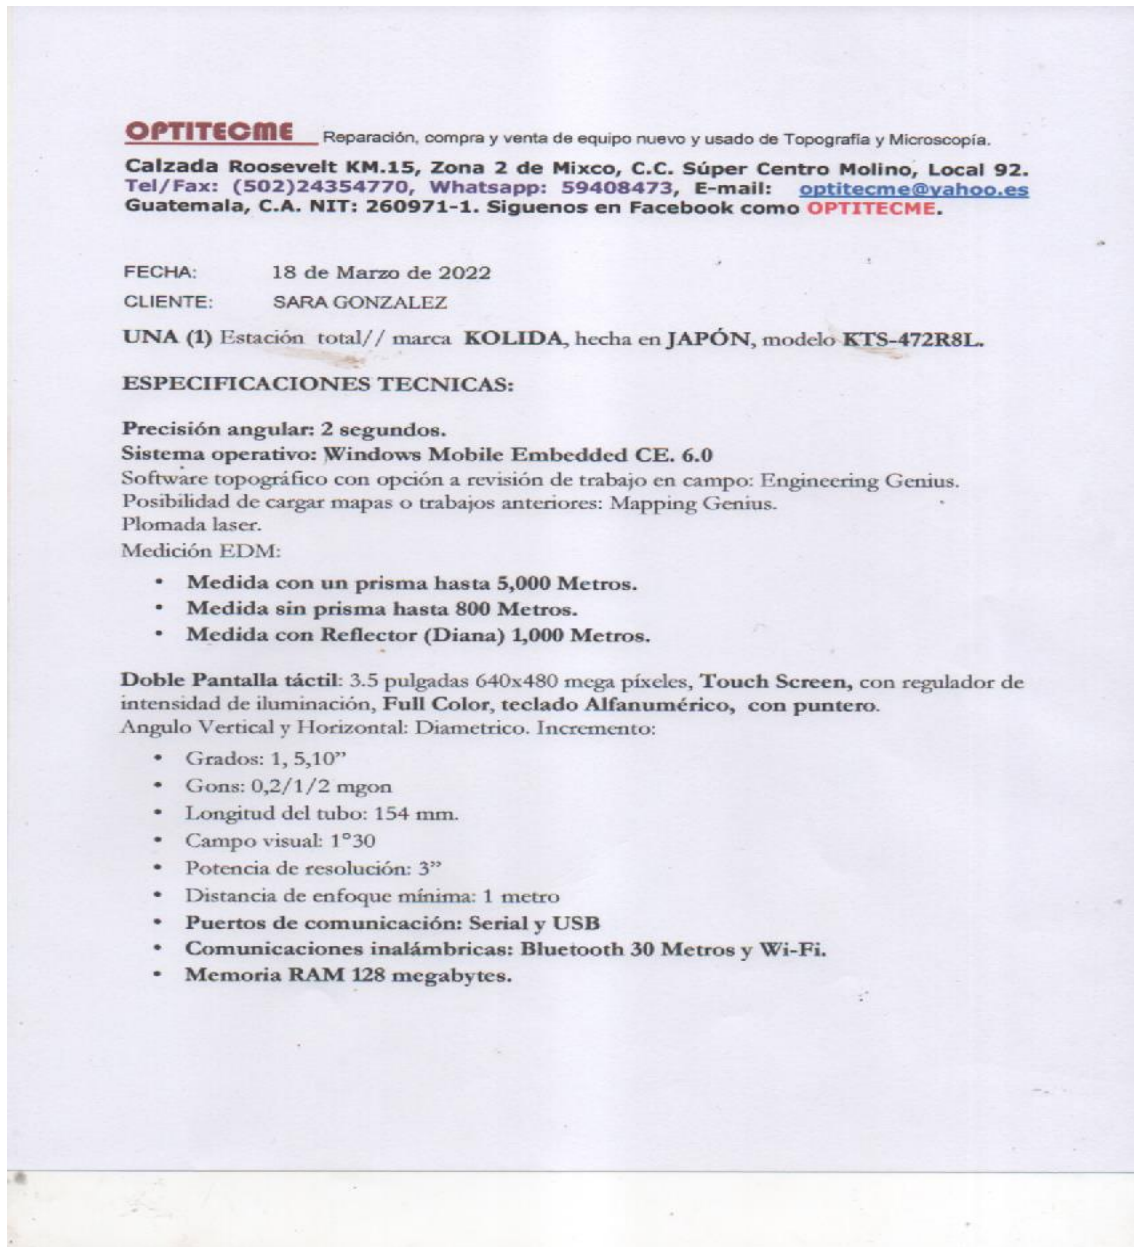 OPTITECME Reparación, compra y venta de equipo nuevo y usado de Topografía y Microscopía.
Calzada Roosevelt KM.15, Zona 2 de Mixco, C.C. Súper Centro Molino, Local 92.
Tel/Fax: (502)24354770, Whatsapp: 59408473, E-mail: optitecme@yahoo.es
Guatemala, C.A. NIT: 260971-1. Siguenos en Facebook como OPTITECME.
FECHA: 18 de Marzo de 2022
CLIENTE: SARA GONZALEZ
UNA (1) Estación total// marca KOLIDA, hecha en JAPÓN, modelo KTS-472R8L.
ESPECIFICACIONES TECNICAS:
Precisión angular: 2 segundos.
Sistema operativo: Windows Mobile Embedded CE. 6.0
Software topográfico con opción a revisión de trabajo en campo: Engineering Genius.
Posibilidad de cargar mapas o trabajos anteriores: Mapping Genius.
Plomada laser.
Medición EDM:
• Medida con un prisma hasta 5,000 Metros.
• Medida sin prisma hasta 800 Metros.
• Medida con Reflector (Diana) 1,000 Metros.
Doble Pantalla táctil: 3.5 pulgadas 640x480 mega píxeles, Touch Screen, con regulador de
intensidad de iluminación, Full Color, teclado Alfanumérico, con puntero.
Angulo Vertical y Horizontal: Diametrico. Incremento:
• Grados: 1, 5,10”
• Gons: 0,2/1/2 mgon
• Longitud del tubo: 154 mm.
• Campo visual: 1°30
• Potencia de resolución: 3”
• Distancia de enfoque mínima: 1 metro
• Puertos de comunicación: Serial y USB
• Comunicaciones inalámbricas: Bluetooth 30 Metros y Wi-Fi.
• Memoria RAM 128 megabytes.